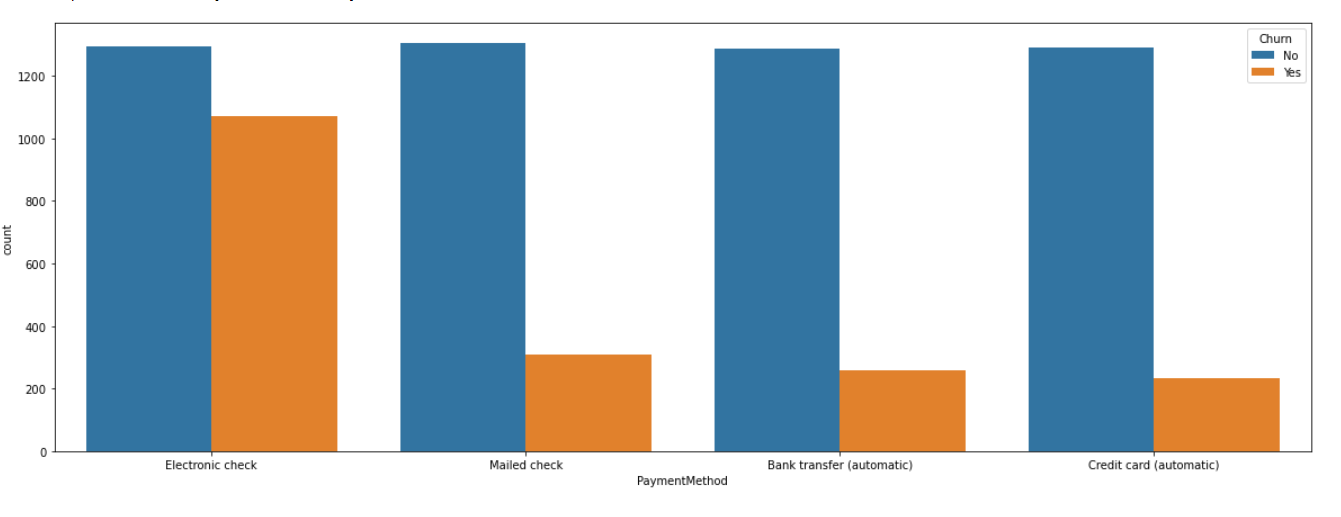 Churn
No
Yes
1200
1000
800
600
400
200
0
count
Electronic check
Mailed check
Bank transfer (automatic)
Credit card (automatic)
PaymentMethod